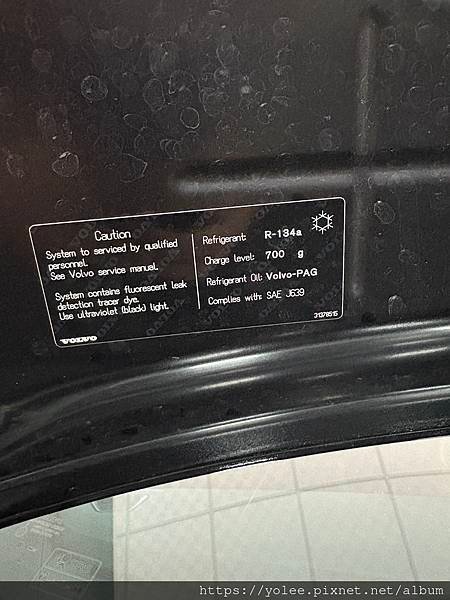 Caution
System to serviced by qualified
personnel.
See Volvo service manual.
System contains fluorescent leak
detection tracer dye.
Use ultraviolet (black) light.
VOLVO
Refrigerant: R-134a
Charge level: 700 g
Refrigerant Oil: Volvo-PAG
Complies with: SAE J639
31378515
https://yolee.pixnet.net/album